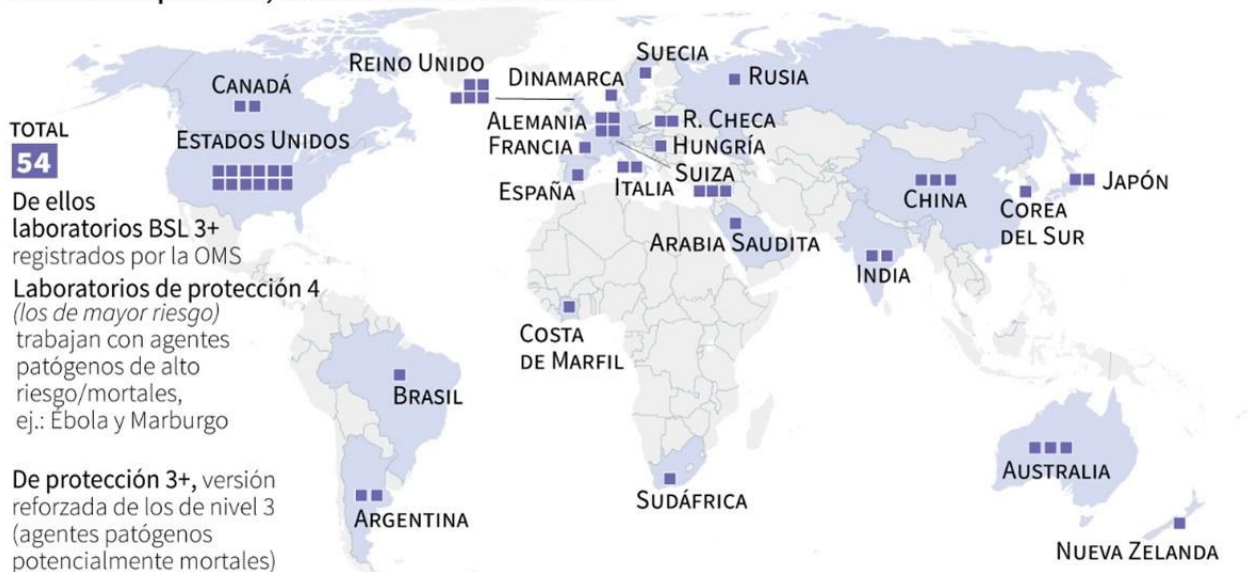 TOTAL
54
De ellos
laboratorios BSL 3+
registrados por la OMS
Laboratorios de protección 4
(los de mayor riesgo)
trabajan con agentes
patógenos de alto
riesgo/mortales,
ej.: Ébola y Marburgo
De protección 3+, versión
reforzada de los de nivel 3
(agentes patógenos
potencialmente mortales)
CANADÁ
ESTADOS UNIDOS
REINO UNIDO
DINAMARCA
SUECIA
RUSIA
ALEMANIA
R. CHECA
FRANCIA
HUNGRÍA
SUIZA
ESPAÑA
ITALIA
ARABIA SAUDITA
CHINA
COREA
DEL SUR
JAPÓN
INDIA
COSTA
DE MARFIL
BRASIL
ARGENTINA
SUDÁFRICA
AUSTRALIA
NUEVA ZELANDA